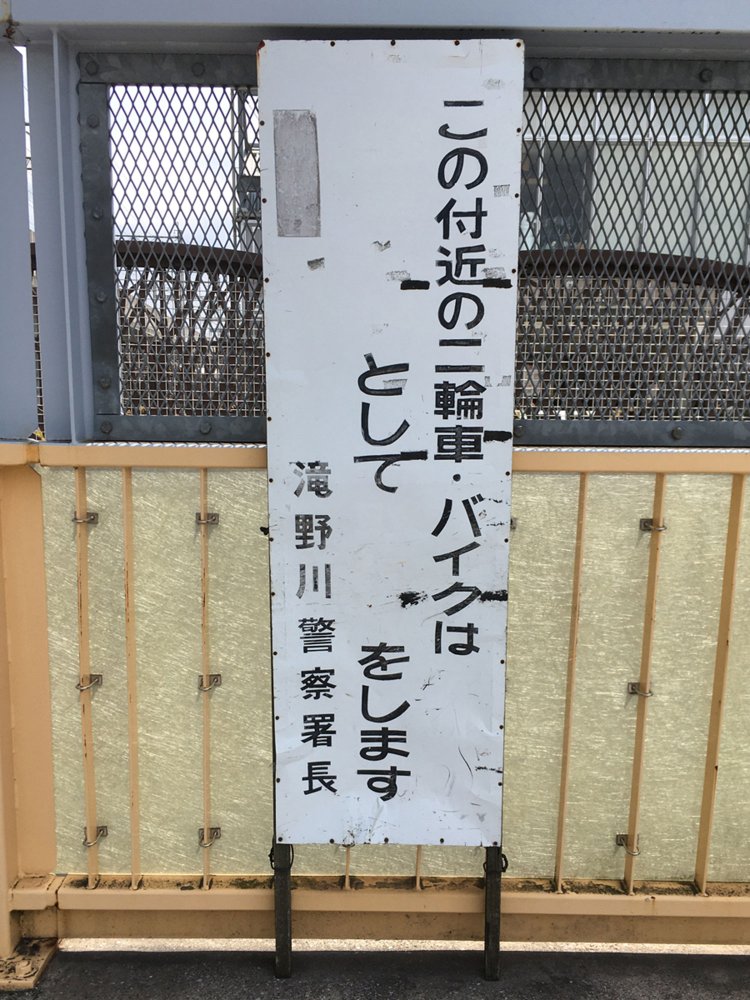 この付近の二輪車・バイクは
として　　をします
滝野川警察署長